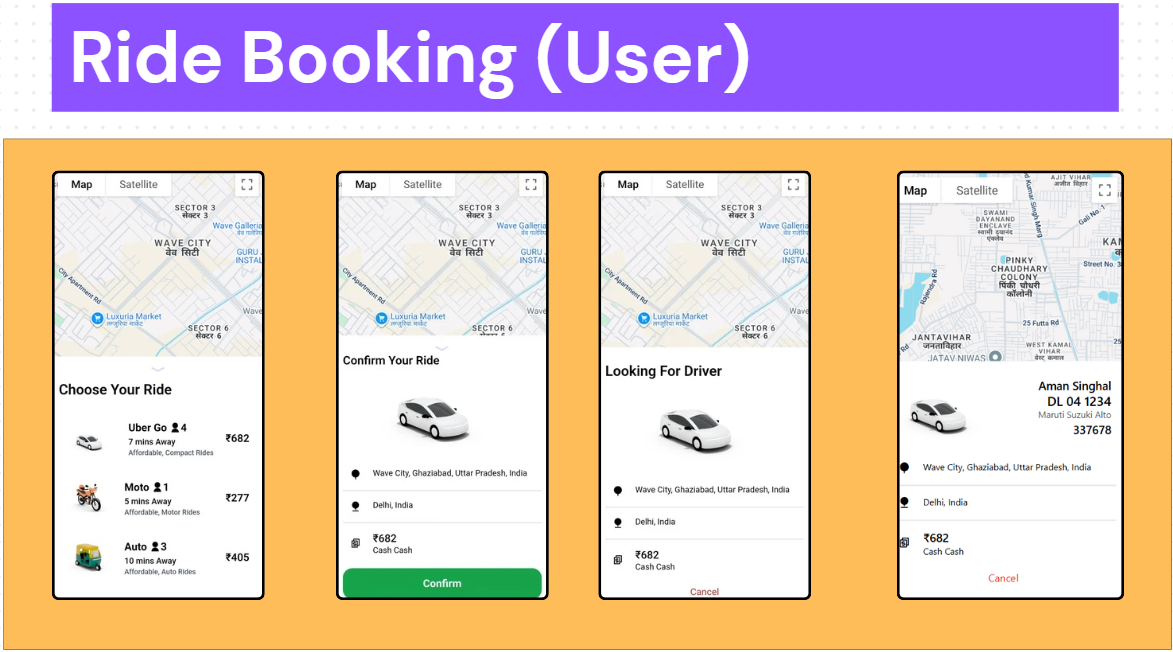 Ride Booking (User)
Map Satellite
SECTOR 3
सेक्टर 3
Wave Galleria
WAVE CITY
वेव सिटी
GURU
INSTAL
City Apartment Rd
Luxuria Market
लग्जूरिया मार्केट
Wave
SECTOR 6
सेक्टर 6
Choose Your Ride
Uber Go 4
7 mins Away
Affordable, Compact Rides
₹682
Moto 1
5 mins Away
Affordable, Motor Rides
₹277
Auto 3
10 mins Away
Affordable, Auto Rides
₹405
Map Satellite
SECTOR 3
सेक्टर 3
Wave Galleria
WAVE CITY
वेव सिटी
GURU
INSTAL
City Apartment Rd
Luxuria Market
लग्जूरिया मार्केट
Wave
SECTOR 6
Confirm Your Ride
Wave City, Ghaziabad, Uttar Pradesh, India
Delhi, India
₹682
Cash Cash
Confirm
Map Satellite
SECTOR 3
सेक्टर 3
Wave Galleria
WAVE CITY
वेव सिटी
GURU
INSTAL
City Apartment Rd
Luxuria Market
लग्जूरिया मार्केट
Wave
SECTOR 6
सेक्टर 6
Looking For Driver
Wave City, Ghaziabad, Uttar Pradesh, India
Delhi, India
₹682
Cash Cash
Cancel
Map Satellite
AJIT VIHAR
अजीत विहार
d Kumar Singh Marg
SWAMI
DAYANAND
ENCLAVE
स्वामी दयानंद
एन्क्लेव
Gali No. 1
KAN
PINKY
CHAUDHARY
COLONY
पिंकी चौधरी
कॉलोनी
Street No. 3
Rajendra Rd
25 Futta Rd
JANTAVIHAR
जनताविहार
Rd
JATAV NIWAS
WEST KAMAL
VIHAR
वेस्ट कमाल
25
Aman Singhal
DL 04 1234
Maruti Suzuki Alto
337678
Wave City, Ghaziabad, Uttar Pradesh, India
Delhi, India
₹682
Cash Cash
Cancel